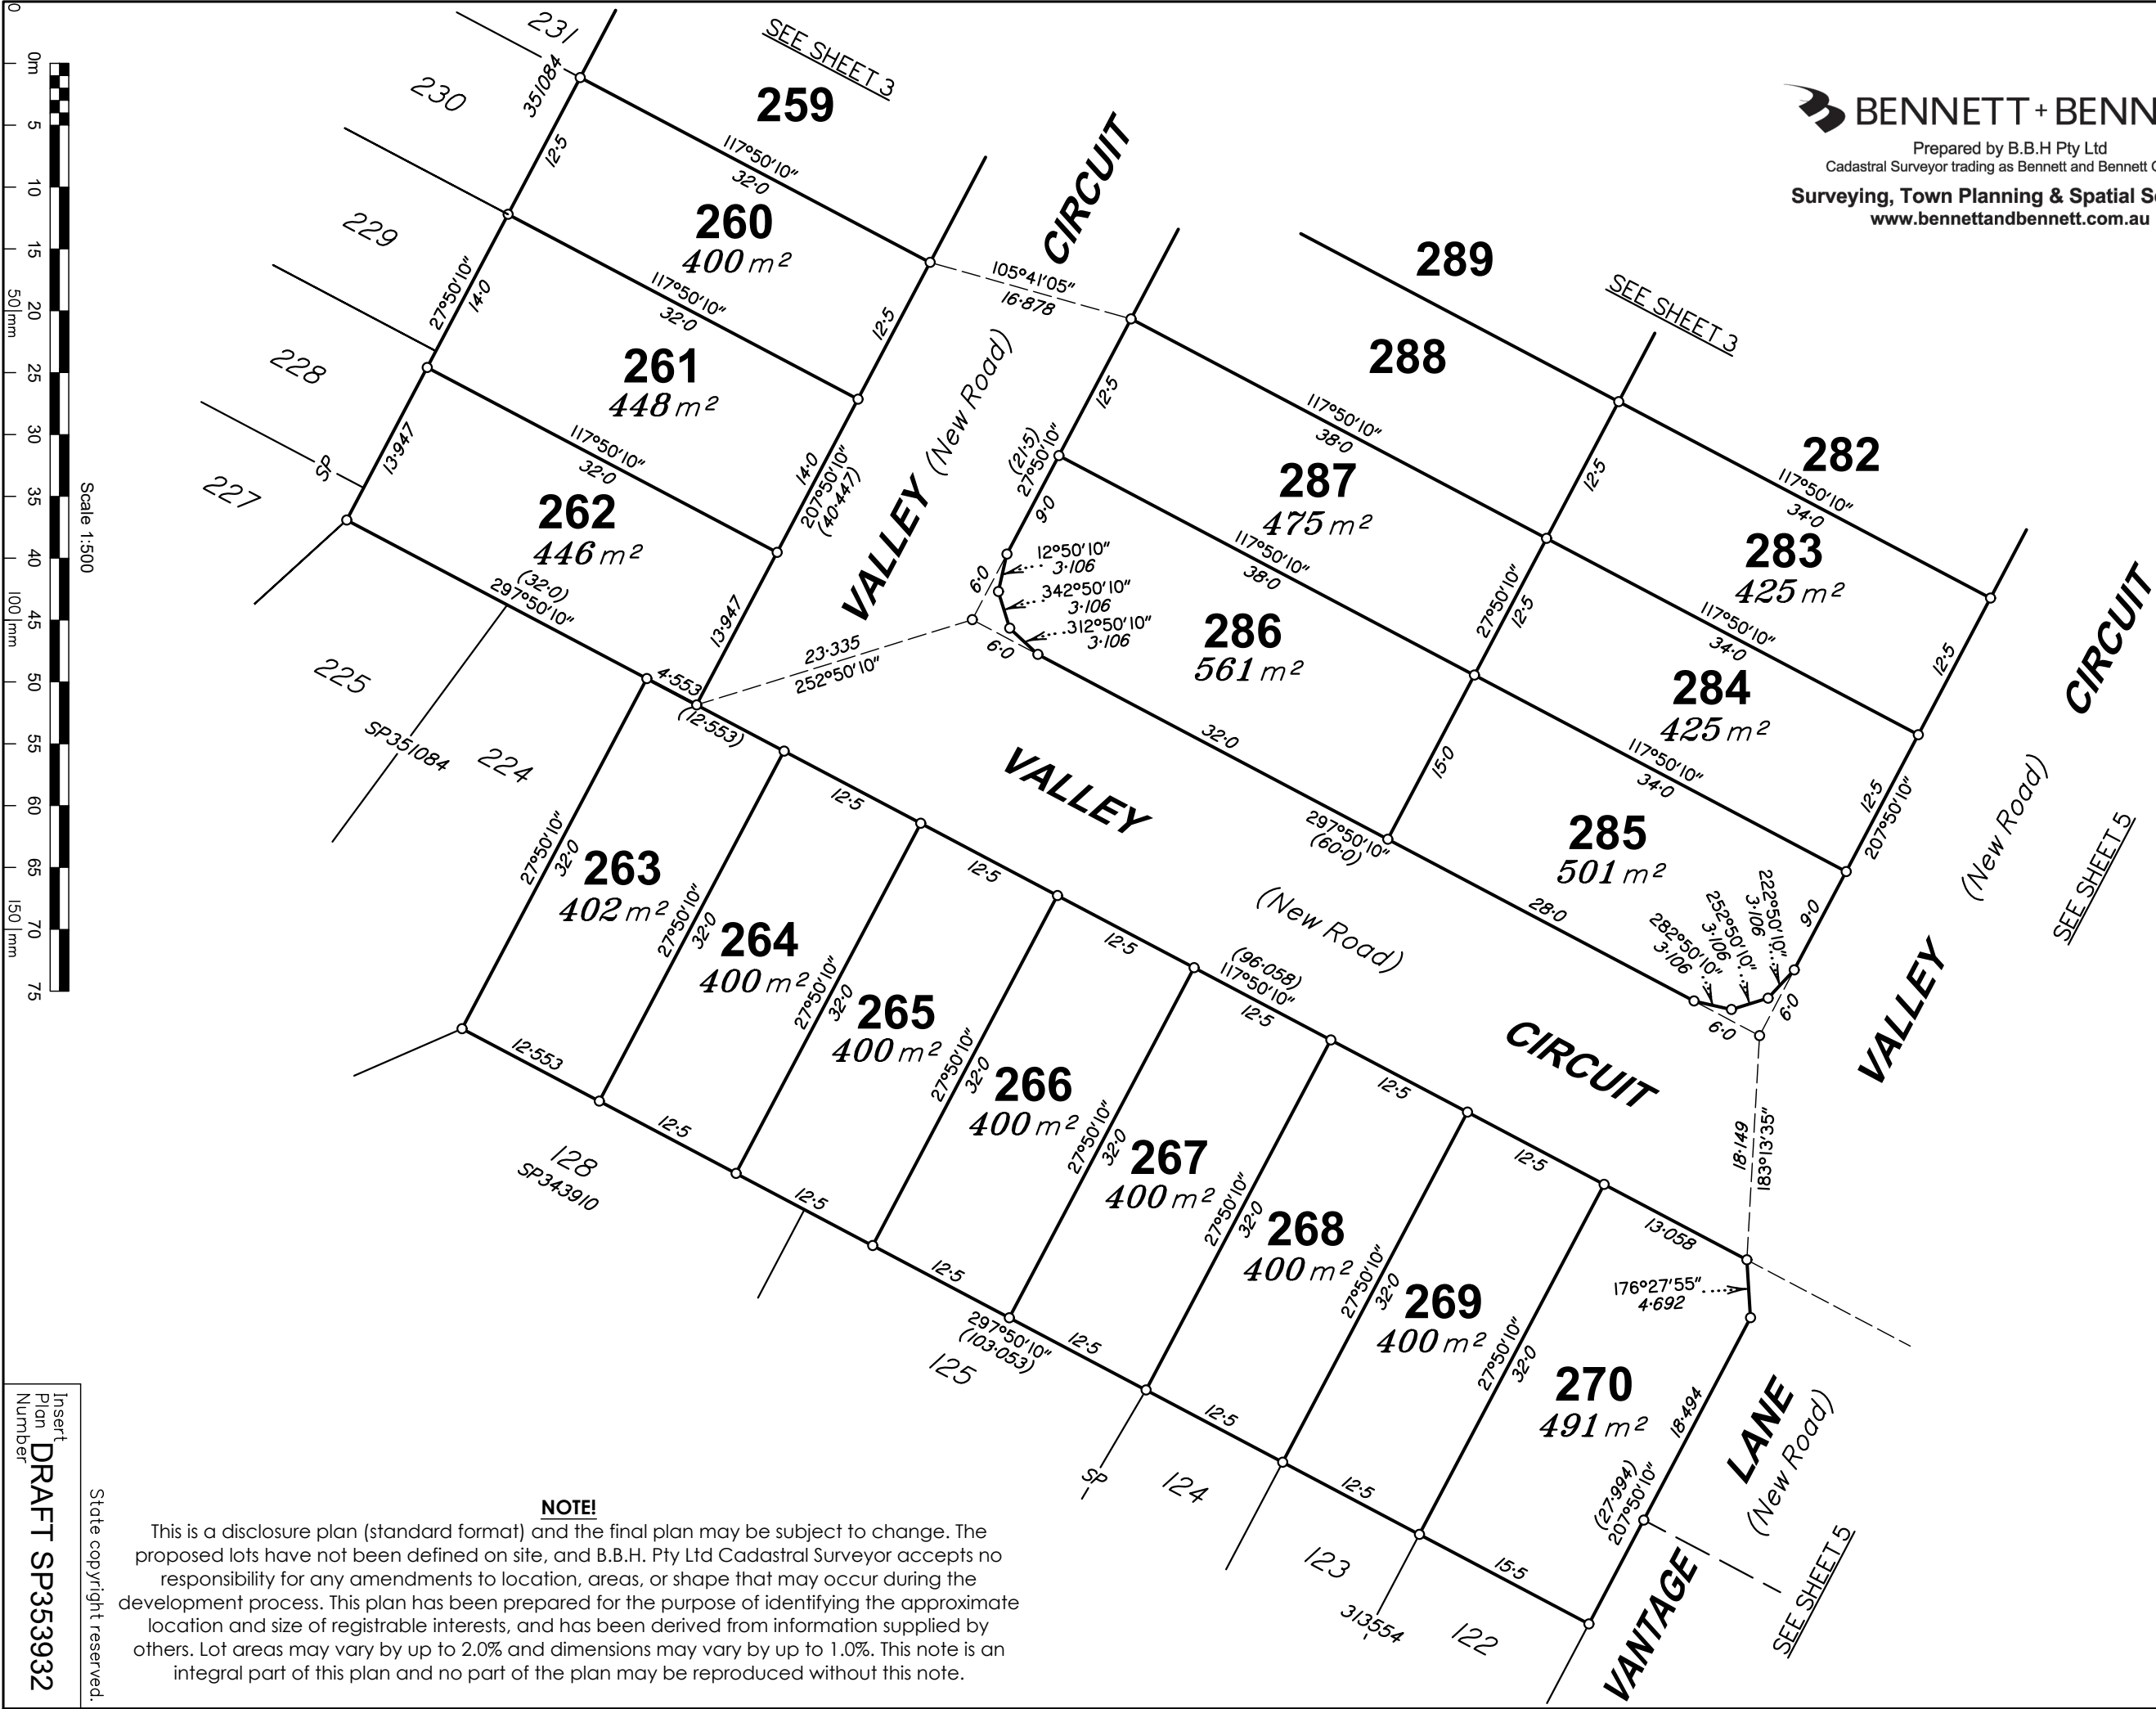 BENNETT + BENN
Prepared by B.B.H Pty Ltd
Cadastral Surveyor trading as Bennett and Bennett
Surveying, Town Planning & Spatial S
www.bennettandbennett.com.au
SEE SHEET 3
231
351084
230
229
228
SP
227
225
224
SP351084
12·5
27°50'10"
14·0
13·947
259
117°50'10"
32·0
260
400 m²
117°50'10"
32·0
261
448 m²
117°50'10"
32·0
262
446 m²
(32·0)
297°50'10"
12·5
14·0
207°50'10"
(40·447)
13·947
4·553
(12·553)
CIRCUIT
VALLEY (New Road)
105°41'05"
16·878
23·335
252°50'10"
289
SEE SHEET 3
288
282
117°50'10"
38·0
117°50'10"
34·0
12·5
(21·5)
27°50'10"
9·0
6·0
12°50'10"
3·106
342°50'10"
3·106
312°50'10"
3·106
6·0
287
475 m²
117°50'10"
38·0
12·5
27°50'10"
12·5
283
425 m²
117°50'10"
34·0
12·5
286
561 m²
32·0
15·0
284
425 m²
117°50'10"
34·0
12·5
207°50'10"
285
501 m²
297°50'10"
(60·0)
28·0
9·0
222°50'10"
3·106
252°50'10"
3·106
282°50'10"
3·106
6·0
6·0
CIRCUIT
(New Road)
VALLEY
SEE SHEET 5
VALLEY
(New Road)
CIRCUIT
18·149
183°13'35"
263
402 m²
27°50'10"
32·0
264
400 m²
27°50'10"
32·0
265
400 m²
27°50'10"
32·0
266
400 m²
27°50'10"
32·0
267
400 m²
27°50'10"
32·0
268
400 m²
27°50'10"
32·0
269
400 m²
27°50'10"
32·0
270
491 m²
27°50'10"
32·0
12·5
12·5
12·5
(96·058)
117°50'10"
12·5
12·5
12·5
13·058
176°27'55"
4·692
18·494
(27·994)
207°50'10"
12·553
12·5
12·5
12·5
297°50'10"
(103·053)
12·5
12·5
12·5
15·5
128
SP343910
125
SP
124
123
313554
122
VANTAGE
LANE
(New Road)
SEE SHEET 5
NOTE!
This is a disclosure plan (standard format) and the final plan may be subject to change. The
proposed lots have not been defined on site, and B.B.H. Pty Ltd Cadastral Surveyor accepts no
responsibility for any amendments to location, areas, or shape that may occur during the
development process. This plan has been prepared for the purpose of identifying the approximate
location and size of registrable interests, and has been derived from information supplied by
others. Lot areas may vary by up to 2.0% and dimensions may vary by up to 1.0%. This note is an
integral part of this plan and no part of the plan may be reproduced without this note.
0m 5 10 15 20 25 30 35 40 45 50 55 60 65 70 75
Scale 1:500
0 50 mm 100 mm 150 mm
State copyright reserved.
Insert
Plan
Number
DRAFT SP353932